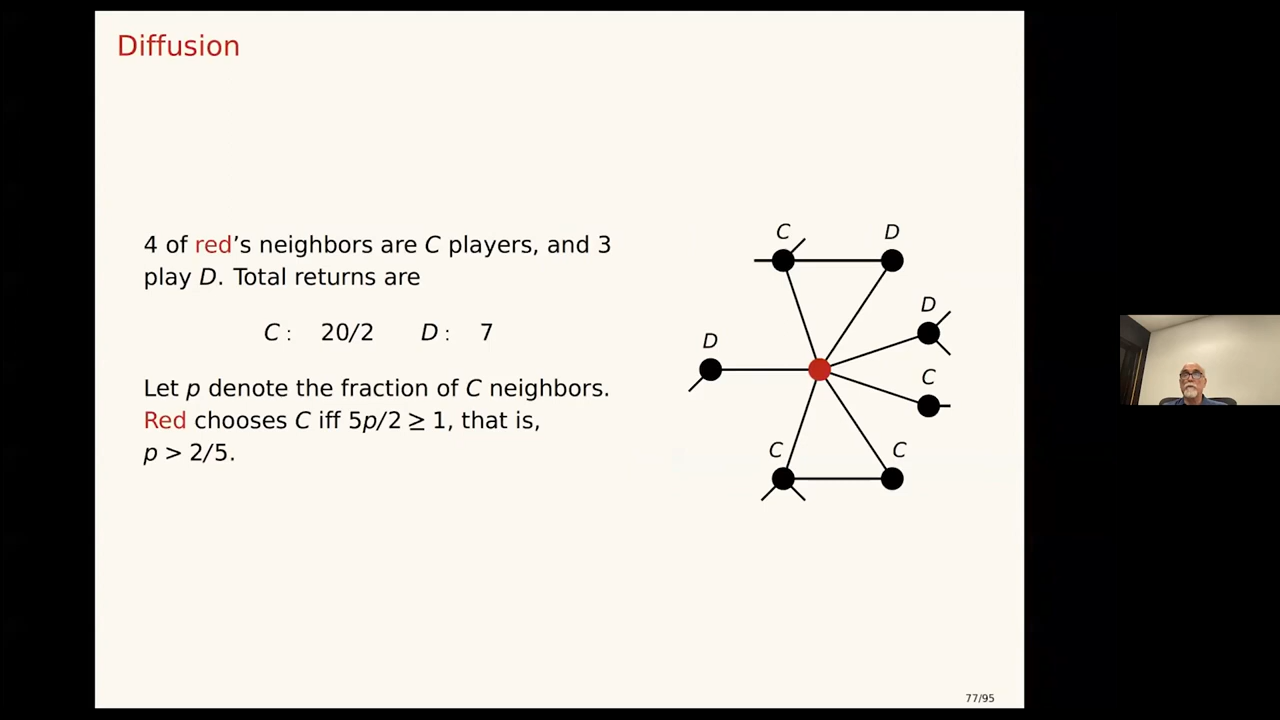 Diffusion
4 of red's neighbors are C players, and 3
play D. Total returns are
C : 20/2 D : 7
Let p denote the fraction of C neighbors.
Red chooses C iff 5p/2 ≥ 1, that is,
p > 2/5.
C
D
D
D
C
C
C
77/95